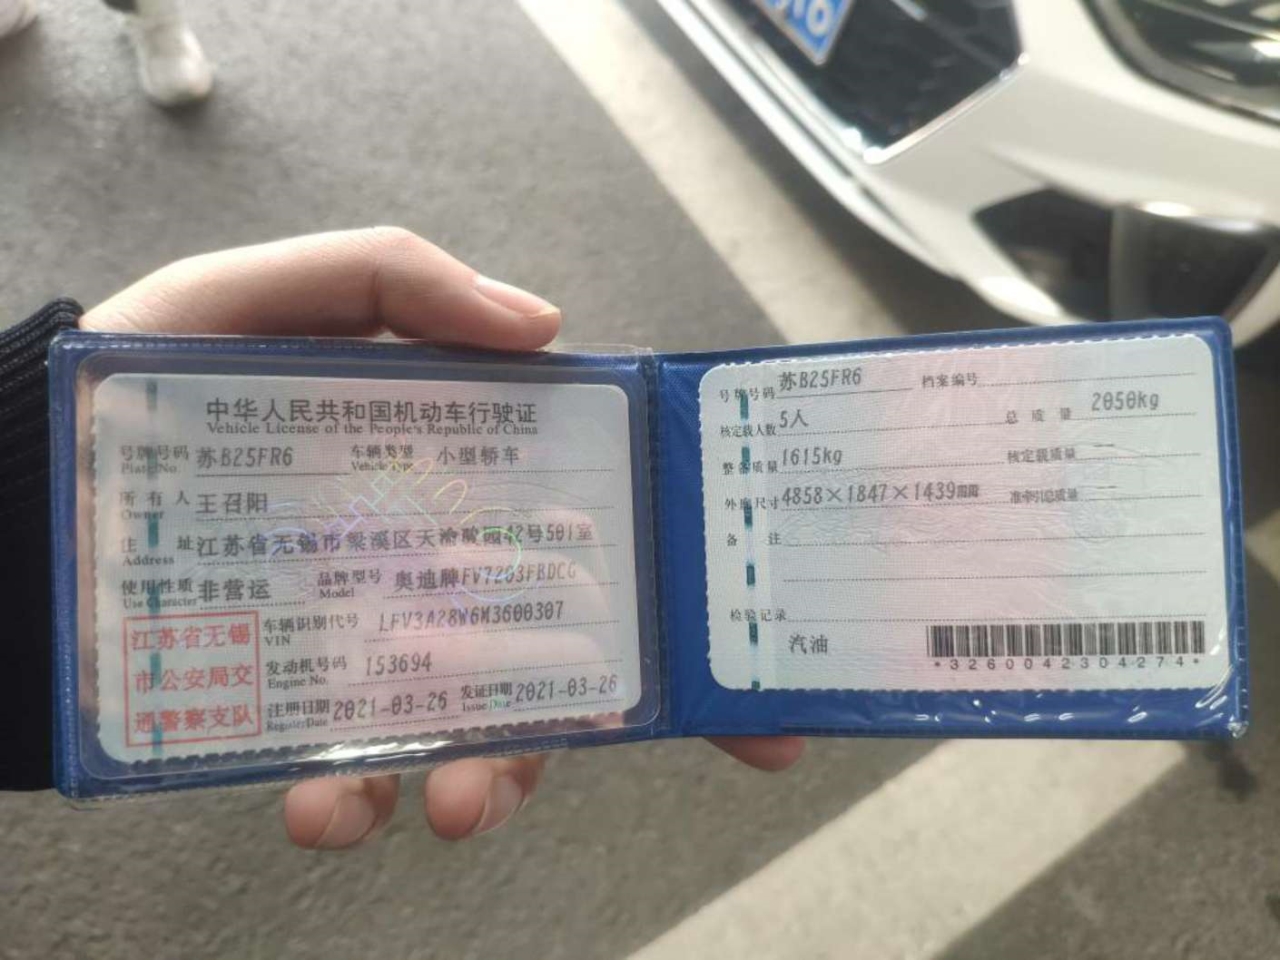 中华人民共和国机动车行驶证
Vehicle License of the People's Republic of China
号牌号码 苏B25FR6 车辆类型 小型轿车
Plate No. Vehicle Type
所有人 王召阳
Owner
住址 江苏省无锡市梁溪区天渝骏园42号501室
Address
使用性质 非营运 品牌型号 奥迪牌FV7203FBDCG
Use Character Model
江苏省无锡
市公安局交
通警察支队
车辆识别代号 LFV3A28W6M3600307
VIN
发动机号码 153694
Engine No.
注册日期 2021-03-26 发证日期 2021-03-26
Register Date Issue Date
号牌号码 苏B25FR6 档案编号
核定载人数 5人 总质量 2050kg
整备质量 1615kg 核定载质量
外廓尺寸 4858×1847×1439mm 准牵引总质量
备注
检验记录
汽油
*3260042304274*